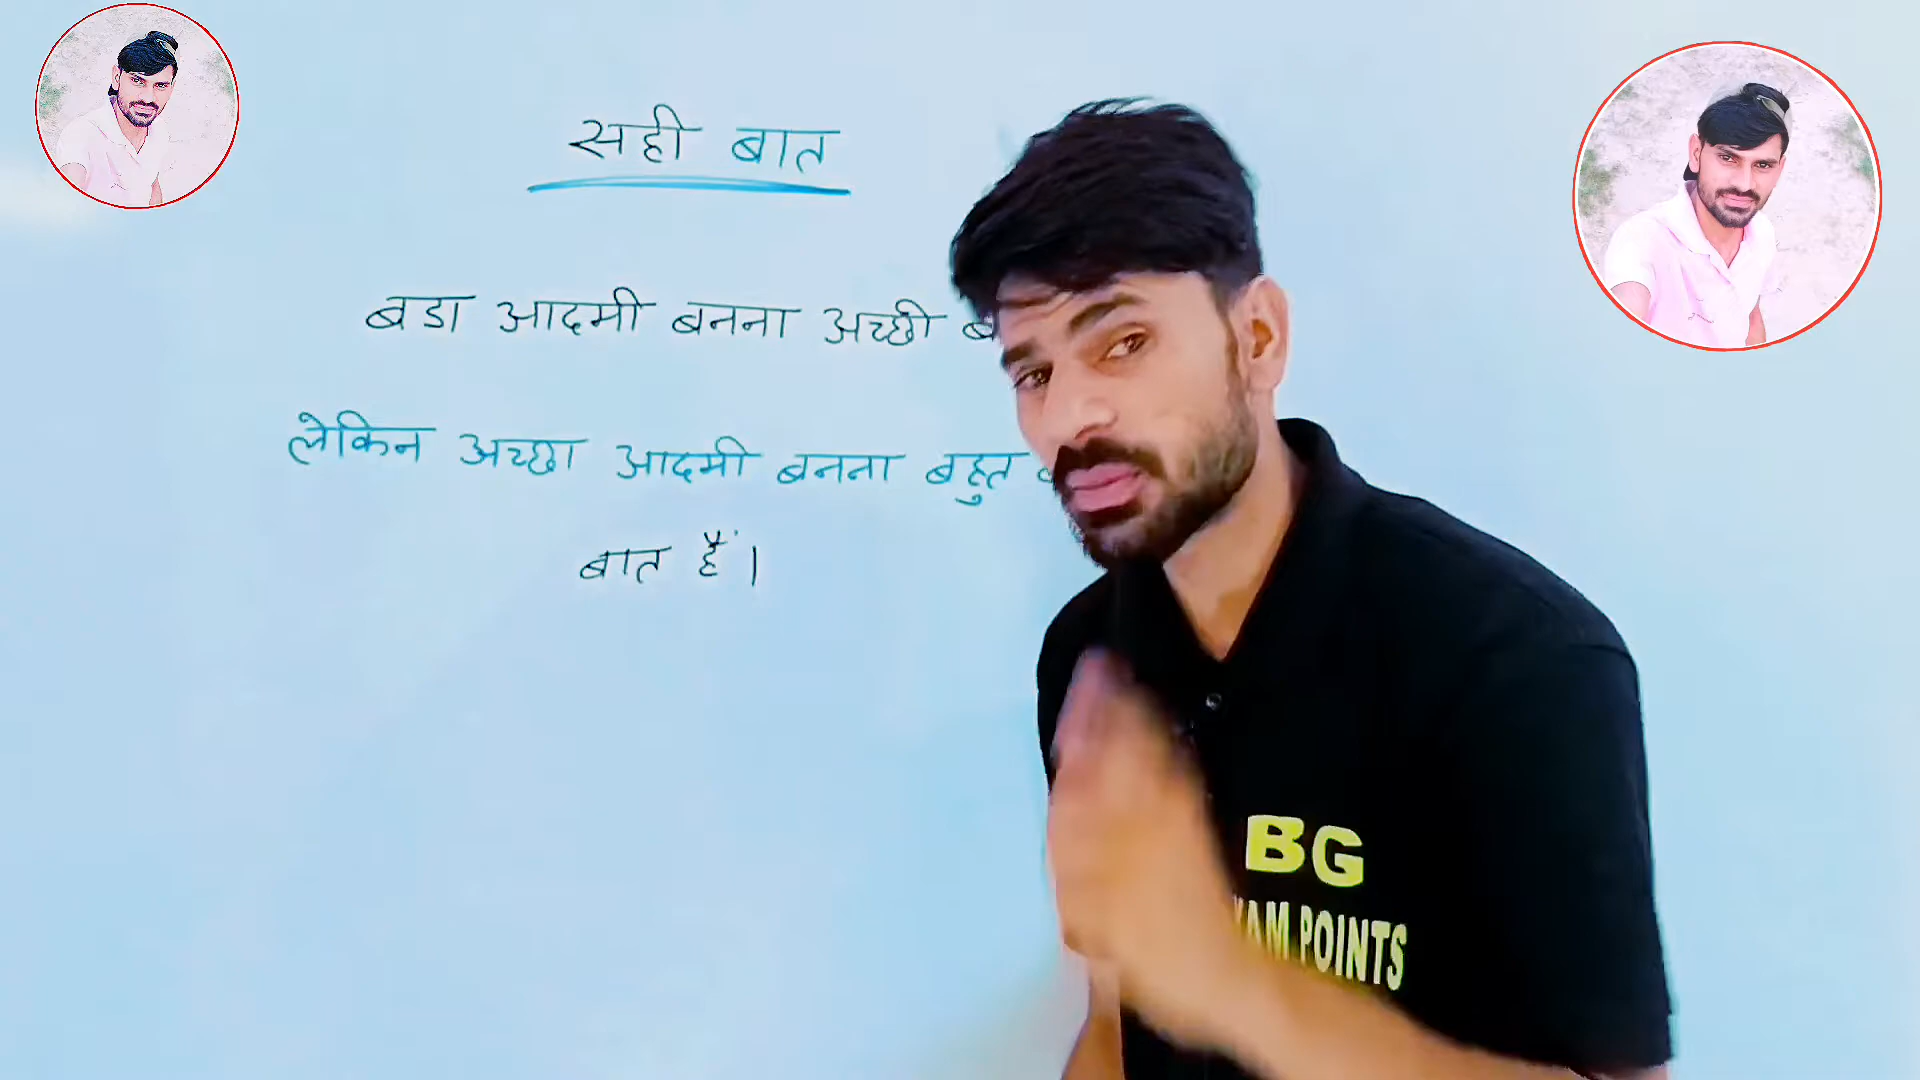 सही बात
बडा आदमी बनना अच्छी
लेकिन अच्छा आदमी बनना बहुत
बात हैं।
BG
POINTS